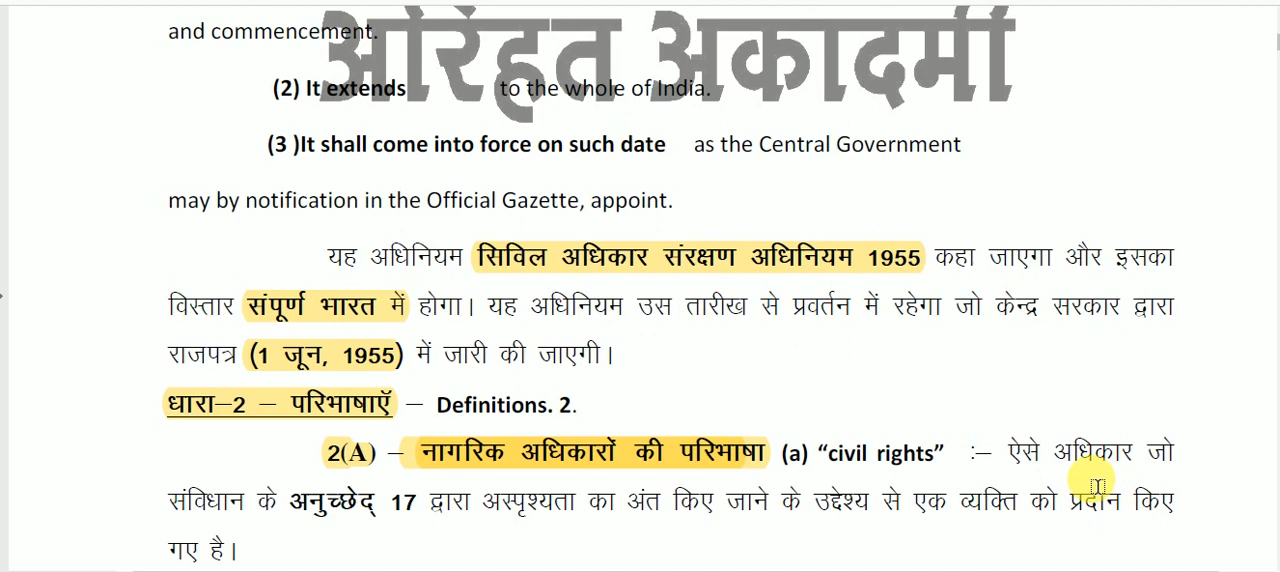 and commencement.
अरिहंत अकादमी
(2) It extends to the whole of India.
(3 )It shall come into force on such date as the Central Government
may by notification in the Official Gazette, appoint.
यह अधिनियम सिविल अधिकार संरक्षण अधिनियम 1955 कहा जाएगा और इसका
विस्तार संपूर्ण भारत में होगा। यह अधिनियम उस तारीख से प्रवर्तन में रहेगा जो केन्द्र सरकार द्वारा
राजपत्र (1 जून, 1955) में जारी की जाएगी।
धारा–2 – परिभाषाऍ – Definitions. 2.
2(A) – नागरिक अधिकारों की परिभाषा (a) “civil rights” :– ऐसे अधिकार जो
संविधान के अनुच्छेद् 17 द्वारा अस्पृश्यता का अंत किए जाने के उद्देश्य से एक व्यक्ति को प्रदान किए
गए है।